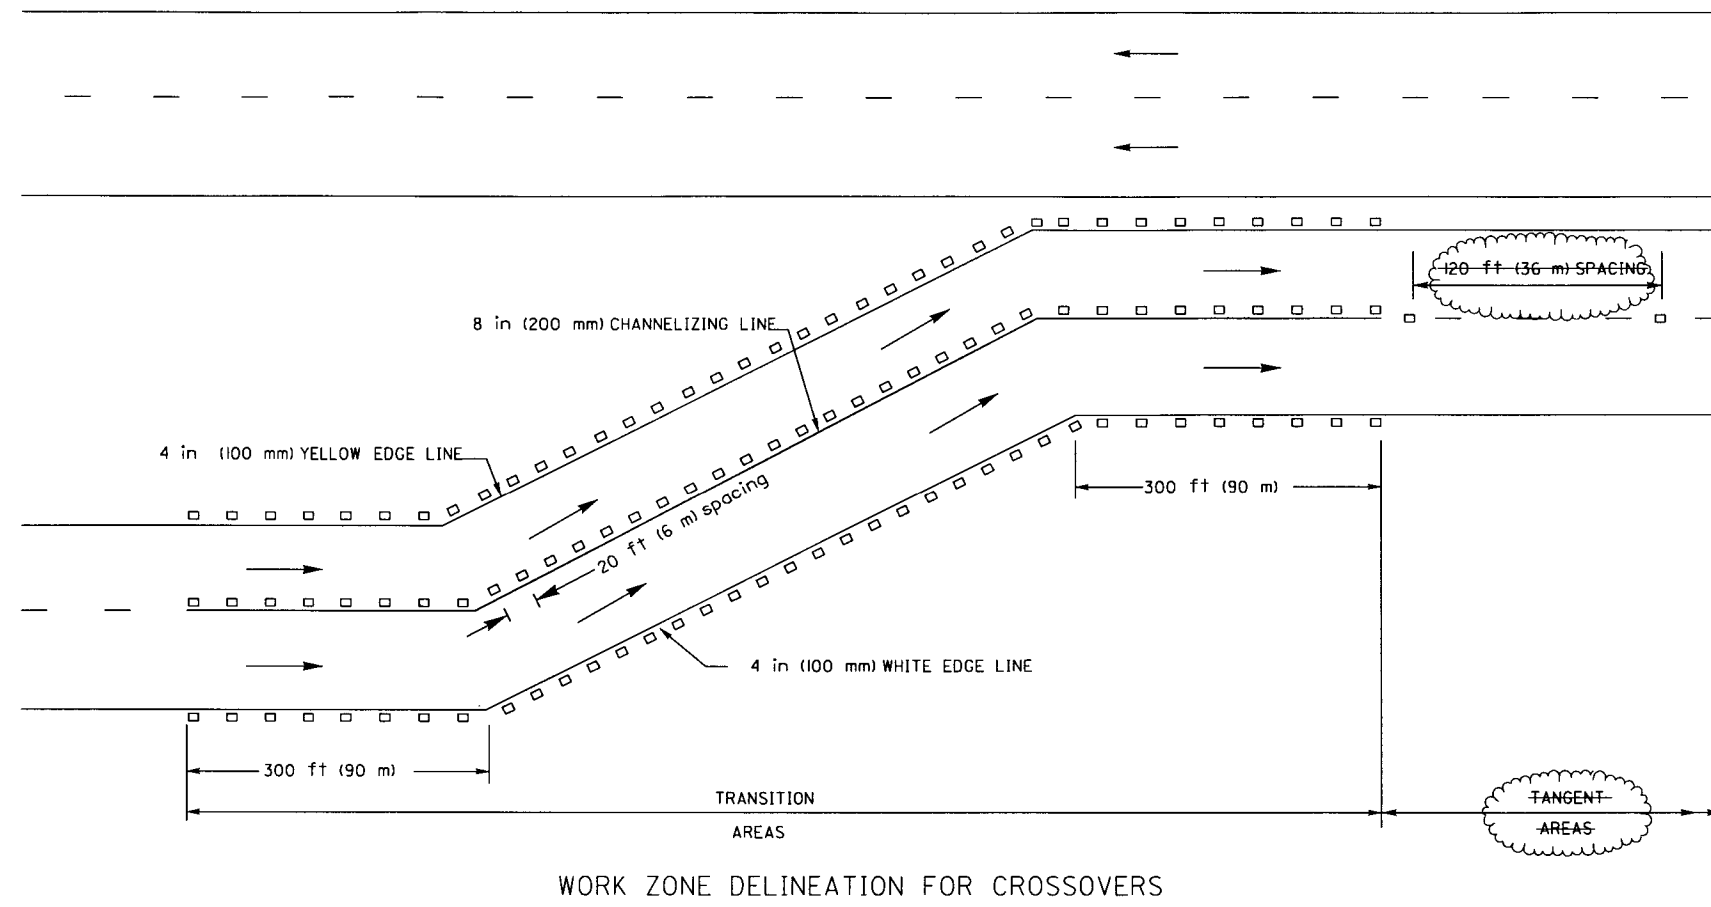 120 ft (36 m) SPACING
8 in (200 mm) CHANNELIZING LINE
4 in (100 mm) YELLOW EDGE LINE
300 ft (90 m)
20 ft (6 m) spacing
4 in (100 mm) WHITE EDGE LINE
300 ft (90 m)
TRANSITION
AREAS
TANGENT
AREAS
WORK ZONE DELINEATION FOR CROSSOVERS